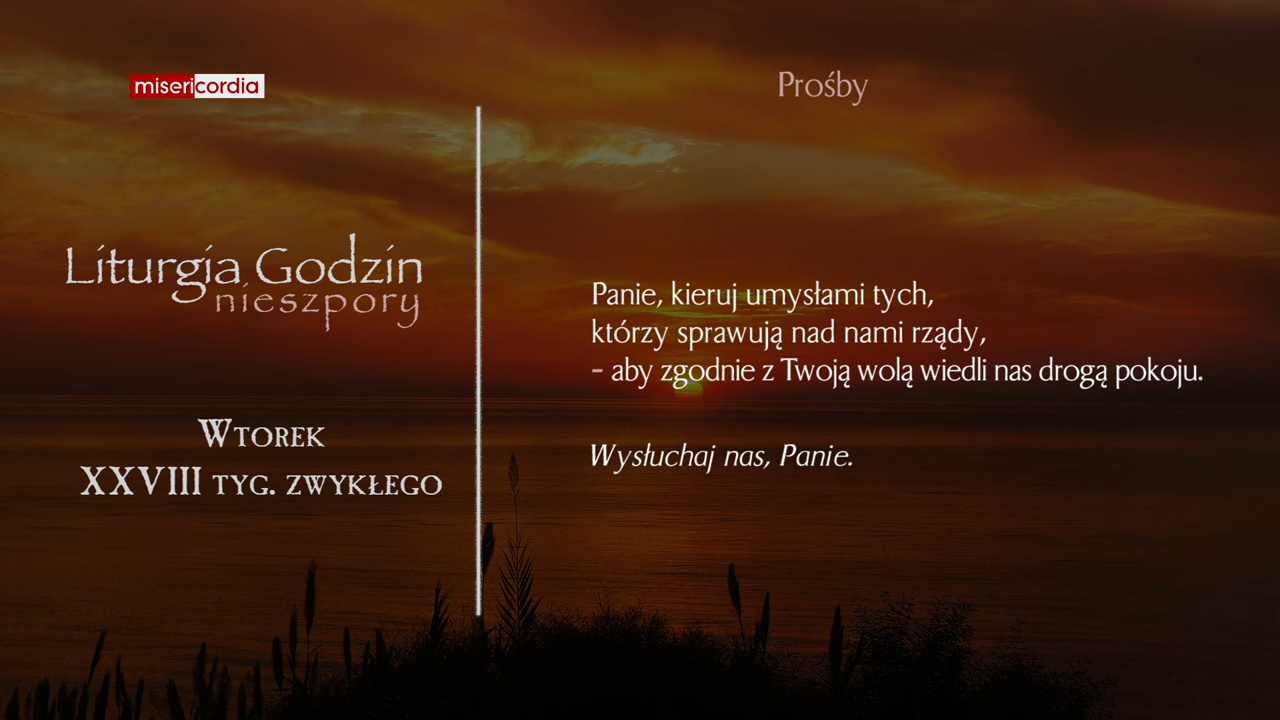 misericordia
Prośby
Liturgia Godzin
nieszpory
Wtorek
XXVIII tyg. zwykłego
Panie, kieruj umysłami tych,
którzy sprawują nad nami rządy,
- aby zgodnie z Twoją wolą wiedli nas drogą pokoju.
Wysłuchaj nas, Panie.